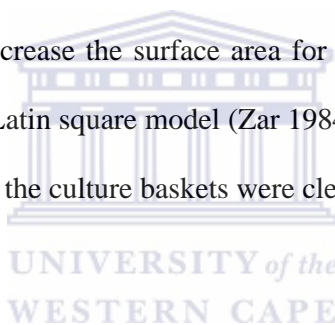 crease the surface area for
Latin square model (Zar 1984
the culture baskets were cle
UNIVERSITY of the
WESTERN CAPE